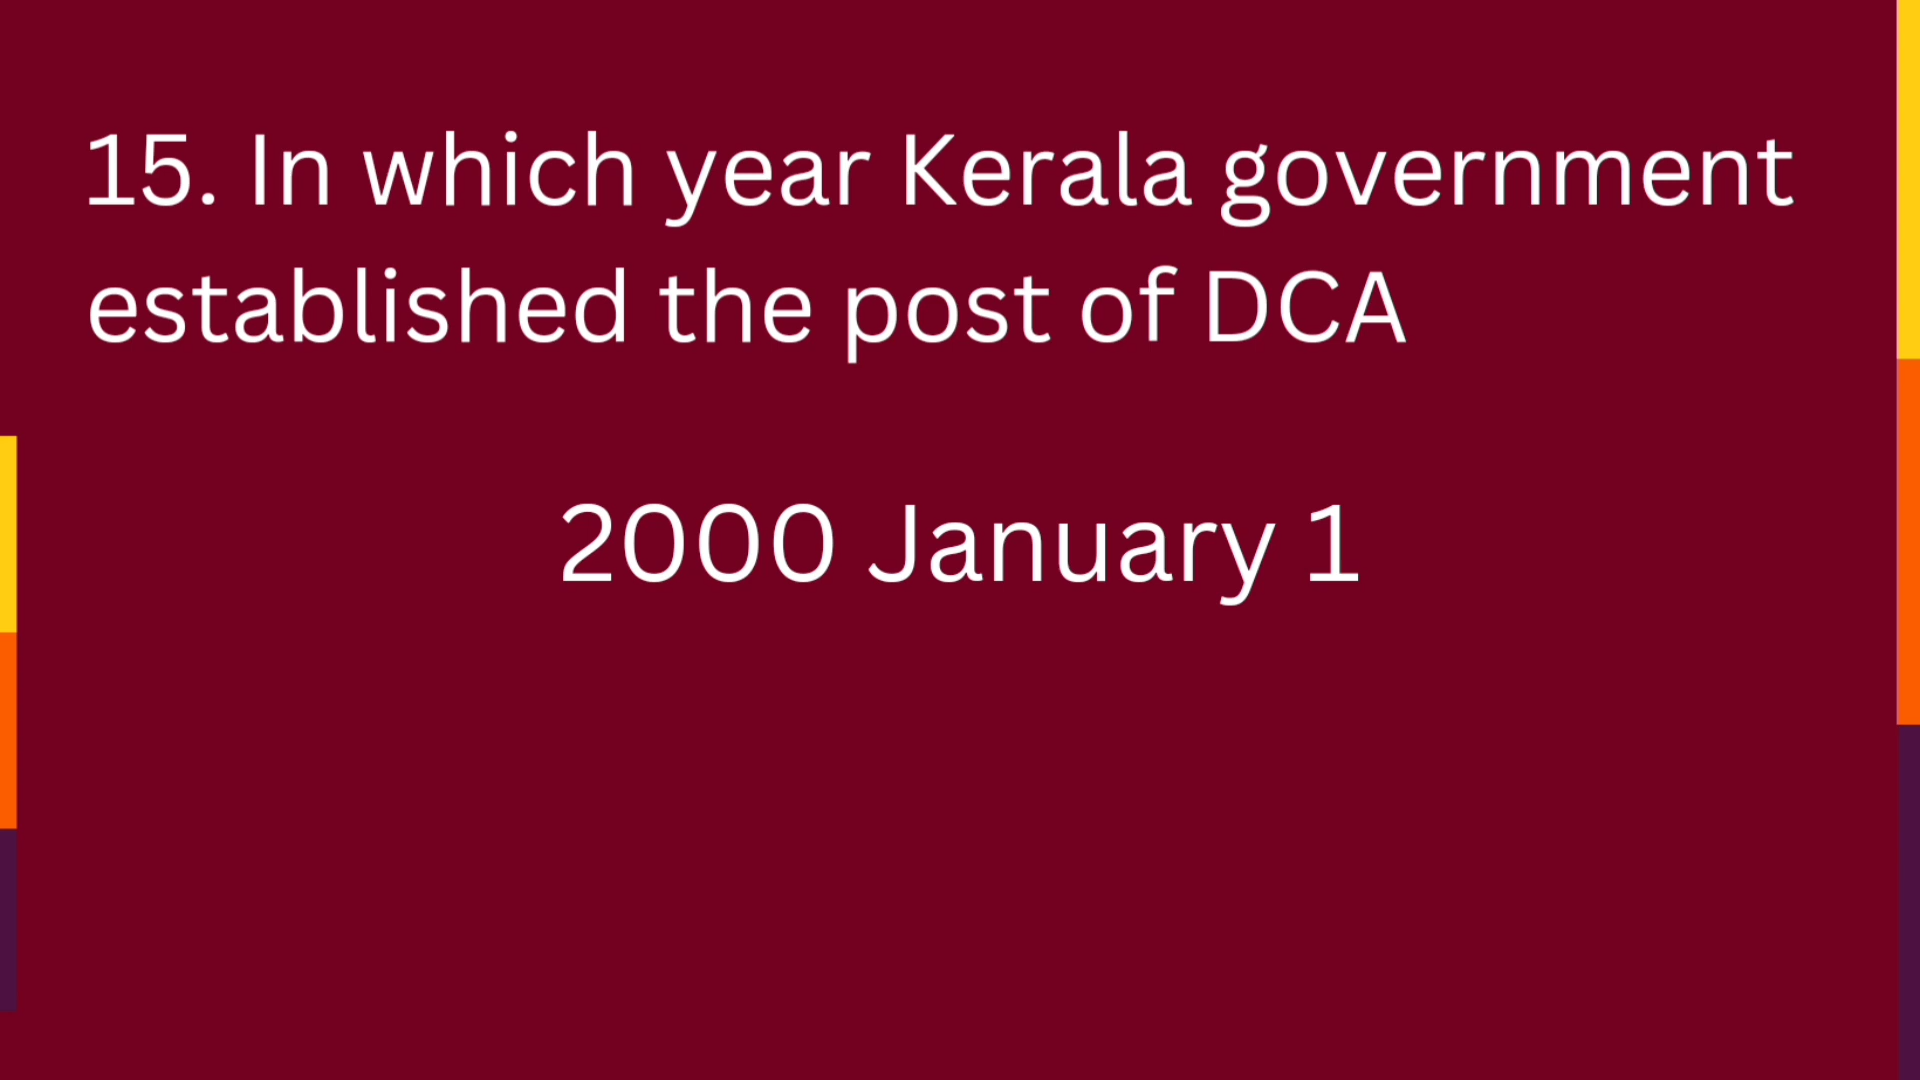 15. In which year Kerala government
established the post of DCA
2000 January 1